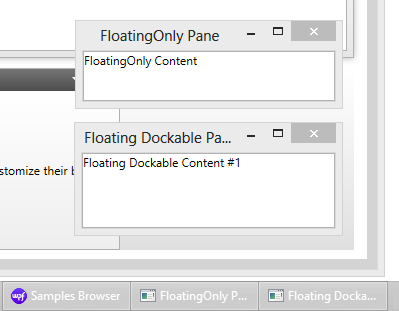 FloatingOnly Pane
FloatingOnly Content
Floating Dockable Pa...
Floating Dockable Content #1
stomize their b
Samples Browser
FloatingOnly P...
Floating Docka...